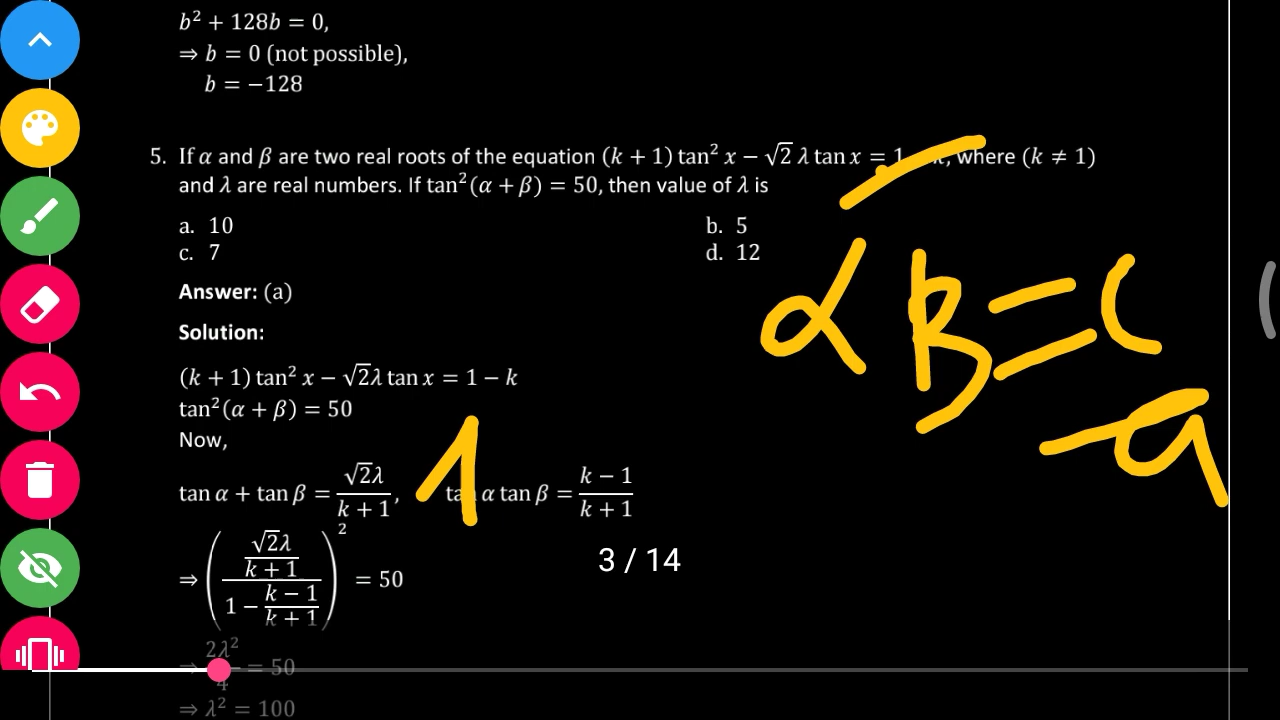 b² + 128b = 0,
⇒ b = 0 (not possible),
b = −128
5. If α and β are two real roots of the equation (k + 1) tan² x − √2 λ tan x = 1 k, where (k ≠ 1)
and λ are real numbers. If tan²(α + β) = 50, then value of λ is
a. 10 b. 5
c. 7 d. 12
Answer: (a)
Solution:
(k + 1) tan² x − √2λ tan x = 1 − k
tan²(α + β) = 50
Now,
tan α + tan β = √2λ/(k + 1), tan α tan β = (k − 1)/(k + 1)
⇒ ((√2λ/(k + 1))/(1 − (k − 1)/(k + 1)))² = 50
⇒ 2λ²/4 = 50
⇒ λ² = 100
α β = c
a
1
3 / 14